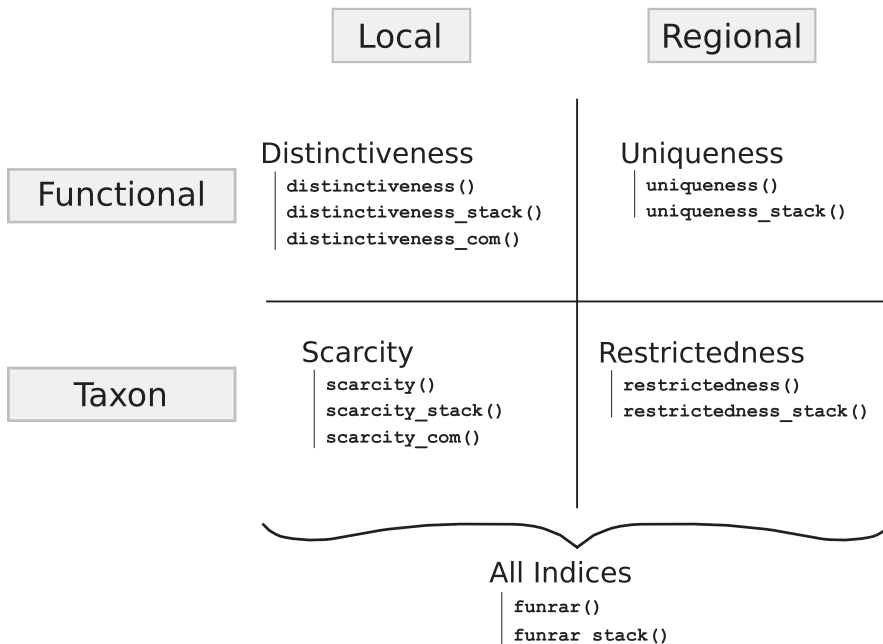 Local
Regional
Functional
Distinctiveness
distinctiveness()
distinctiveness_stack()
distinctiveness_com()
Uniqueness
uniqueness()
uniqueness_stack()
Taxon
Scarcity
scarcity()
scarcity_stack()
scarcity_com()
Restrictedness
restrictedness()
restrictedness_stack()
All Indices
funrar()
funrar_stack()